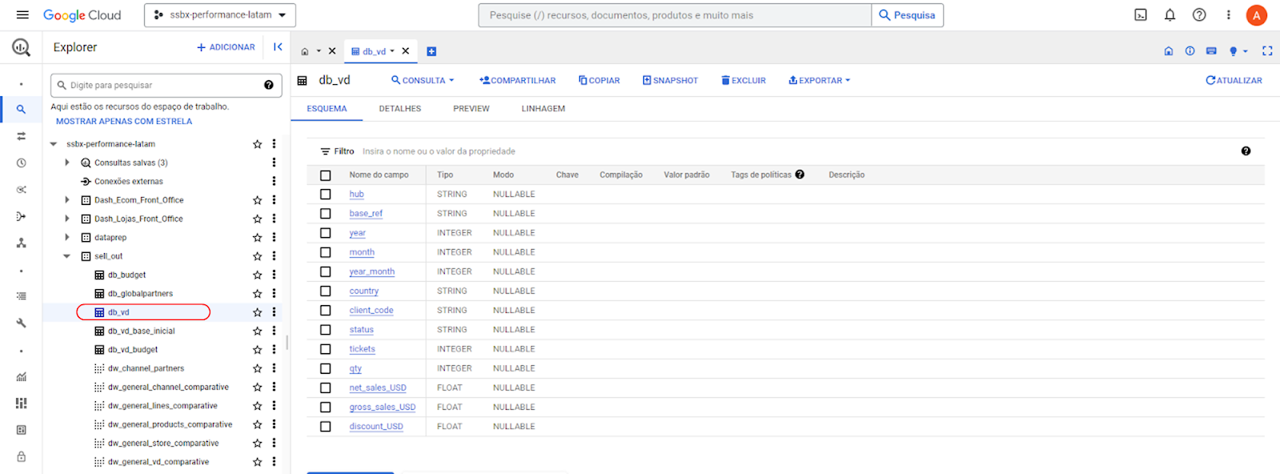 Google Cloud
ssbx-performance-latam
Pesquise (/) recursos, documentos, produtos e muito mais
Pesquisa
A
Explorer
+ ADICIONAR
Digite para pesquisar
Aqui estão os recursos do espaço de trabalho.
MOSTRAR APENAS COM ESTRELA
ssbx-performance-latam
Consultas salvas (3)
Conexões externas
Dash_Ecom_Front_Office
Dash_Lojas_Front_Office
dataprep
sell_out
db_budget
db_globalpartners
db_vd
db_vd_base_inicial
db_vd_budget
dw_channel_partners
dw_general_channel_comparative
dw_general_lines_comparative
dw_general_products_comparative
dw_general_store_comparative
dw_general_vd_comparative
db_vd
db_vd
CONSULTA
COMPARTILHAR
COPIAR
SNAPSHOT
EXCLUIR
EXPORTAR
ATUALIZAR
ESQUEMA DETALHES PREVIEW LINHAGEM
Filtro Insira o nome ou o valor da propriedade
Nome do campo Tipo Modo Chave Compilação Valor padrão Tags de políticas Descrição
hub STRING NULLABLE
base_ref STRING NULLABLE
year INTEGER NULLABLE
month INTEGER NULLABLE
year_month INTEGER NULLABLE
country STRING NULLABLE
client_code STRING NULLABLE
status STRING NULLABLE
tickets INTEGER NULLABLE
qty INTEGER NULLABLE
net_sales_USD FLOAT NULLABLE
gross_sales_USD FLOAT NULLABLE
discount_USD FLOAT NULLABLE